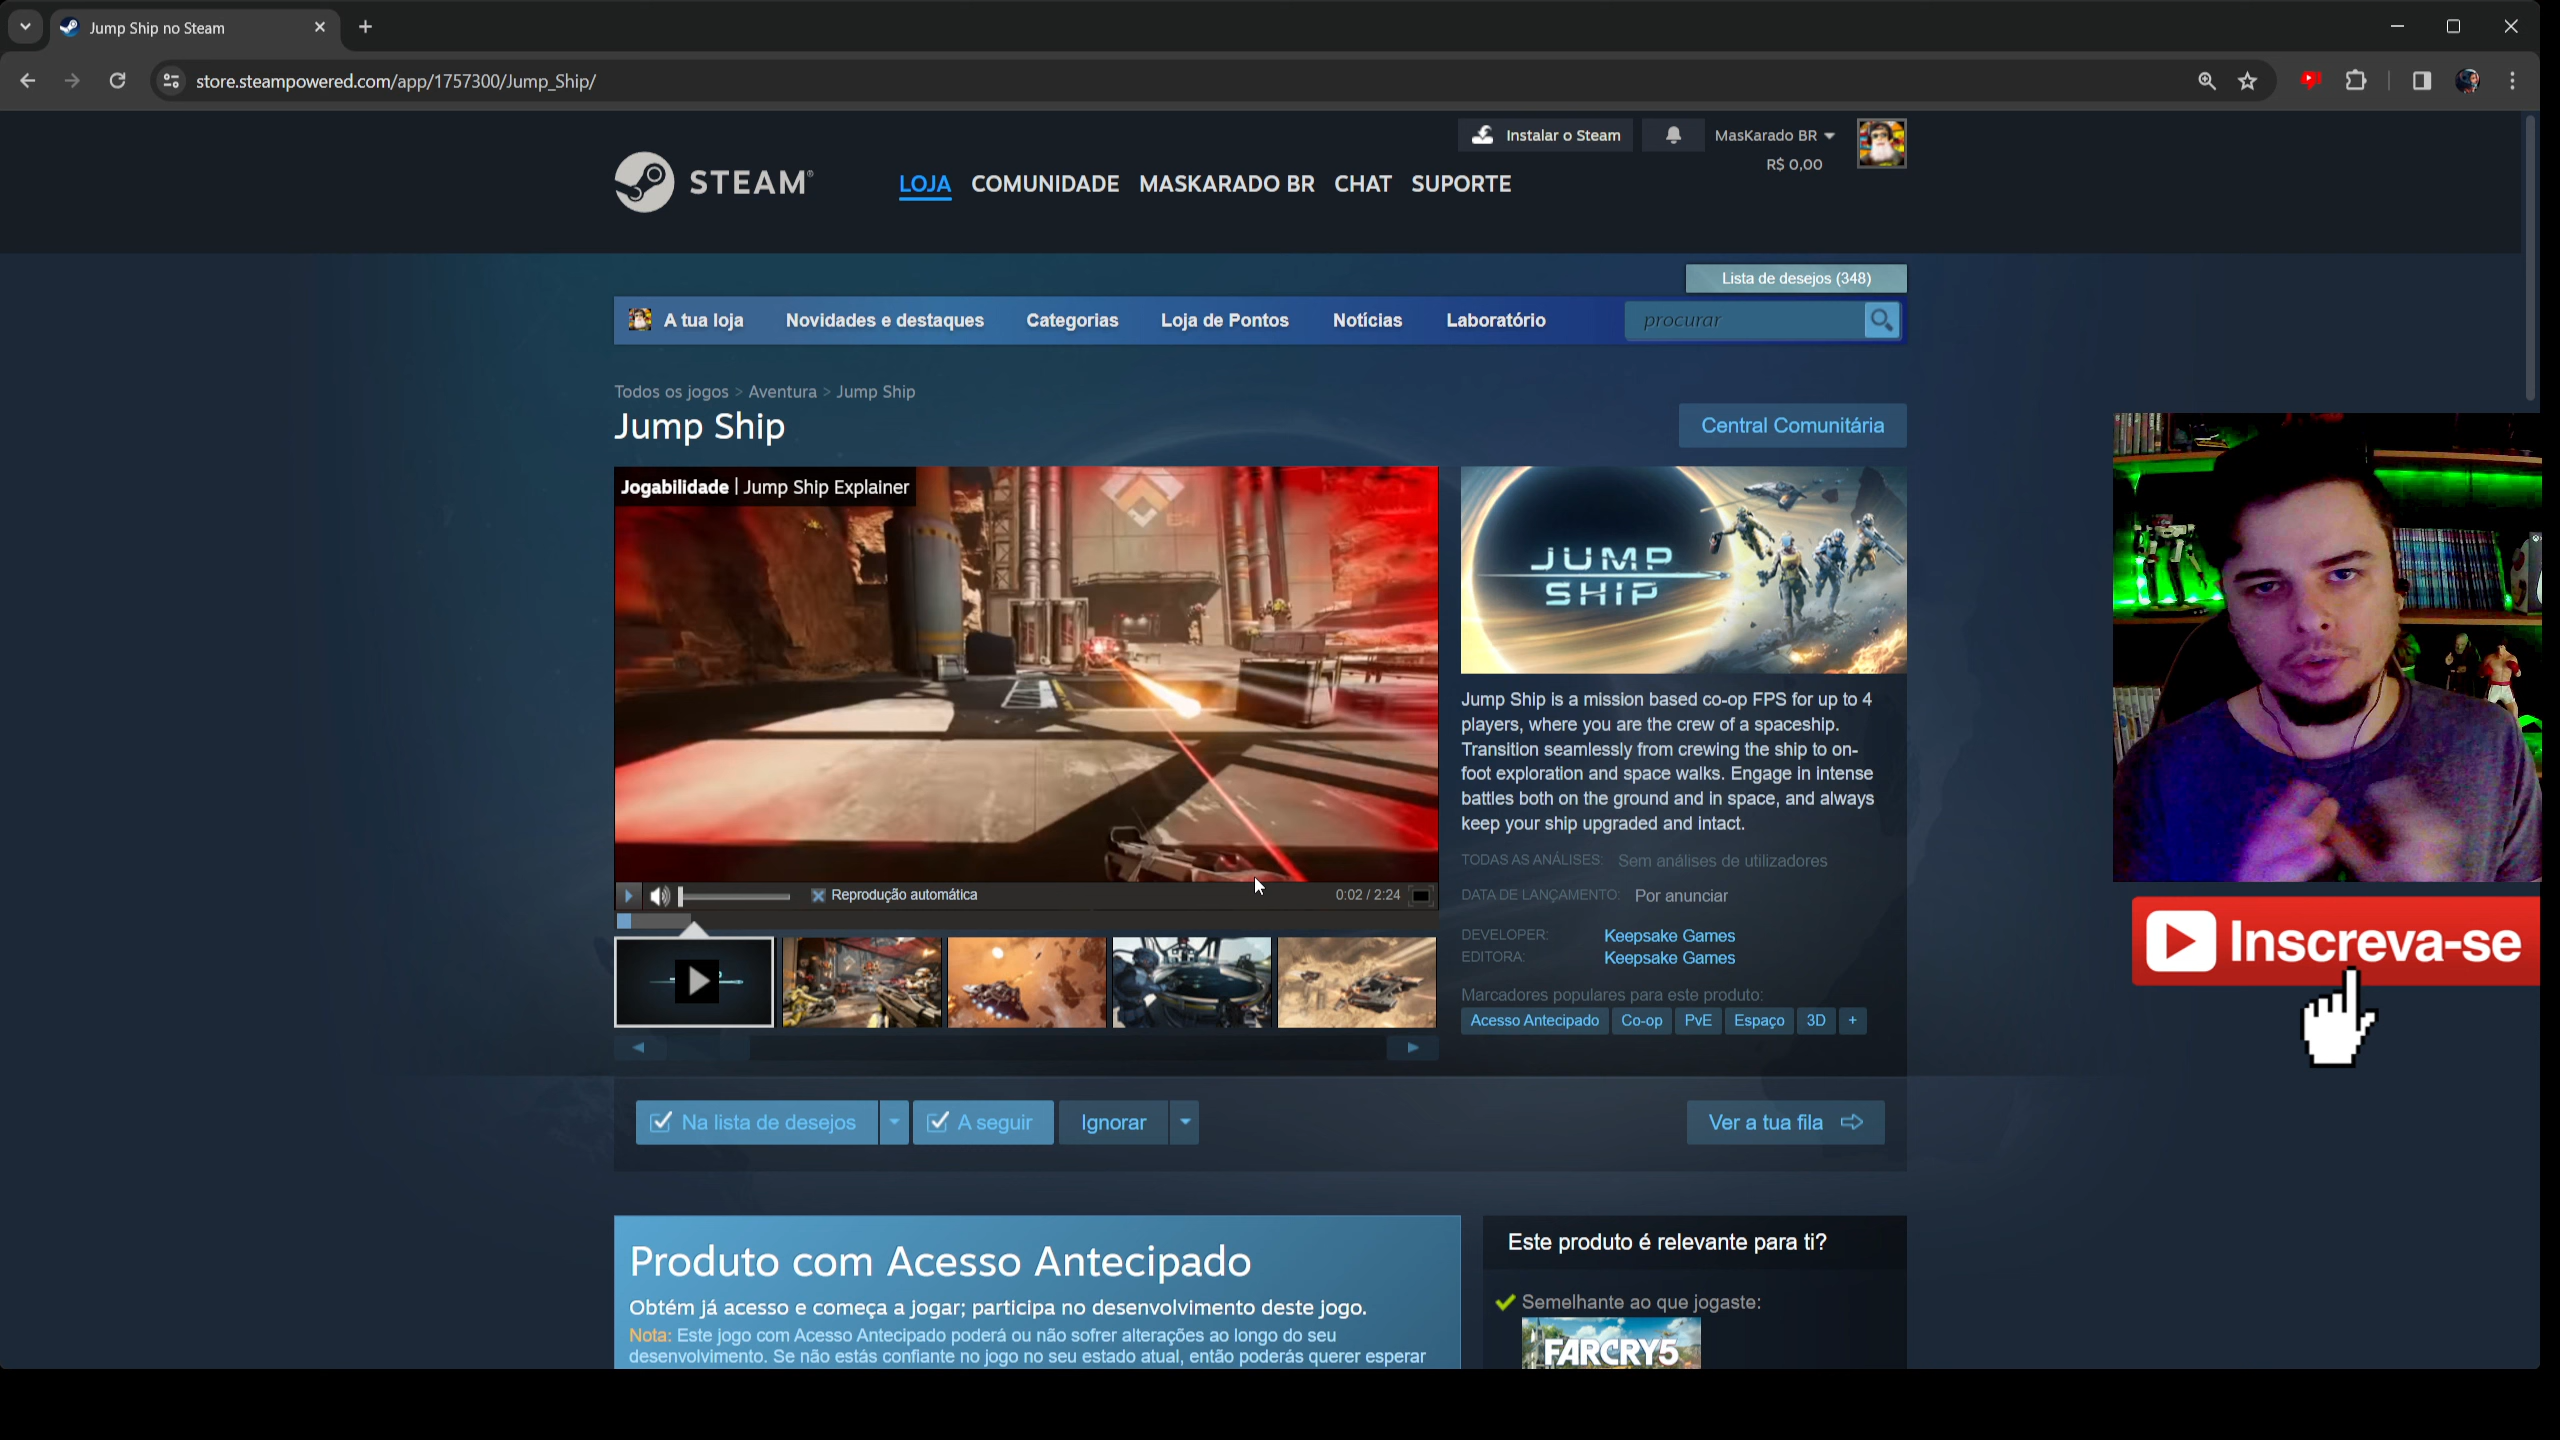 Jump Ship no Steam
store.steampowered.com/app/1757300/Jump_Ship/
Instalar o Steam
MasKarado BR
R$ 0,00
STEAM®
LOJA COMUNIDADE MASKARADO BR CHAT SUPORTE
Lista de desejos (348)
A tua loja Novidades e destaques Categorias Loja de Pontos Notícias Laboratório procurar
Todos os jogos > Aventura > Jump Ship
Jump Ship
Central Comunitária
Jogabilidade | Jump Ship Explainer
JUMP
SHIP
Jump Ship is a mission based co-op FPS for up to 4
players, where you are the crew of a spaceship.
Transition seamlessly from crewing the ship to on-
foot exploration and space walks. Engage in intense
battles both on the ground and in space, and always
keep your ship upgraded and intact.
TODAS AS ANÁLISES: Sem análises de utilizadores
DATA DE LANÇAMENTO: Por anunciar
Reprodução automática 0:02 / 2:24
DEVELOPER: Keepsake Games
EDITORA: Keepsake Games
Marcadores populares para este produto:
Acesso Antecipado Co-op PvE Espaço 3D +
Inscreva-se
Na lista de desejos A seguir Ignorar Ver a tua fila
Produto com Acesso Antecipado
Obtém já acesso e começa a jogar; participa no desenvolvimento deste jogo.
Nota: Este jogo com Acesso Antecipado poderá ou não sofrer alterações ao longo do seu
desenvolvimento. Se não estás confiante no jogo no seu estado atual, então poderás querer esperar
Este produto é relevante para ti?
Semelhante ao que jogaste:
FARCRY5